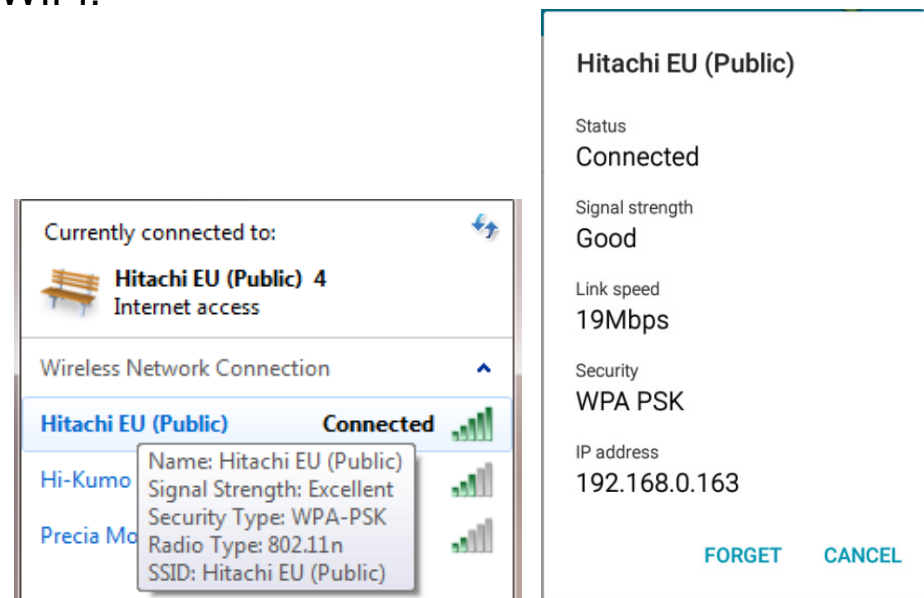 WIFI.
Currently connected to:
Hitachi EU (Public) 4
Internet access
Wireless Network Connection
Hitachi EU (Public) Connected
Hi-Kumo
Precia Mo
Name: Hitachi EU (Public)
Signal Strength: Excellent
Security Type: WPA-PSK
Radio Type: 802.11n
SSID: Hitachi EU (Public)
Hitachi EU (Public)
Status
Connected
Signal strength
Good
Link speed
19Mbps
Security
WPA PSK
IP address
192.168.0.163
FORGET CANCEL